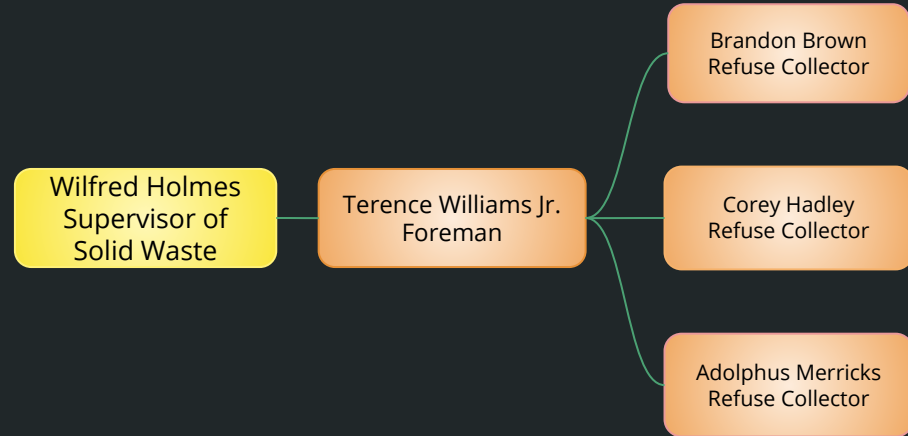 Wilfred Holmes
Supervisor of
Solid Waste
Terence Williams Jr.
Foreman
Brandon Brown
Refuse Collector
Corey Hadley
Refuse Collector
Adolphus Merricks
Refuse Collector